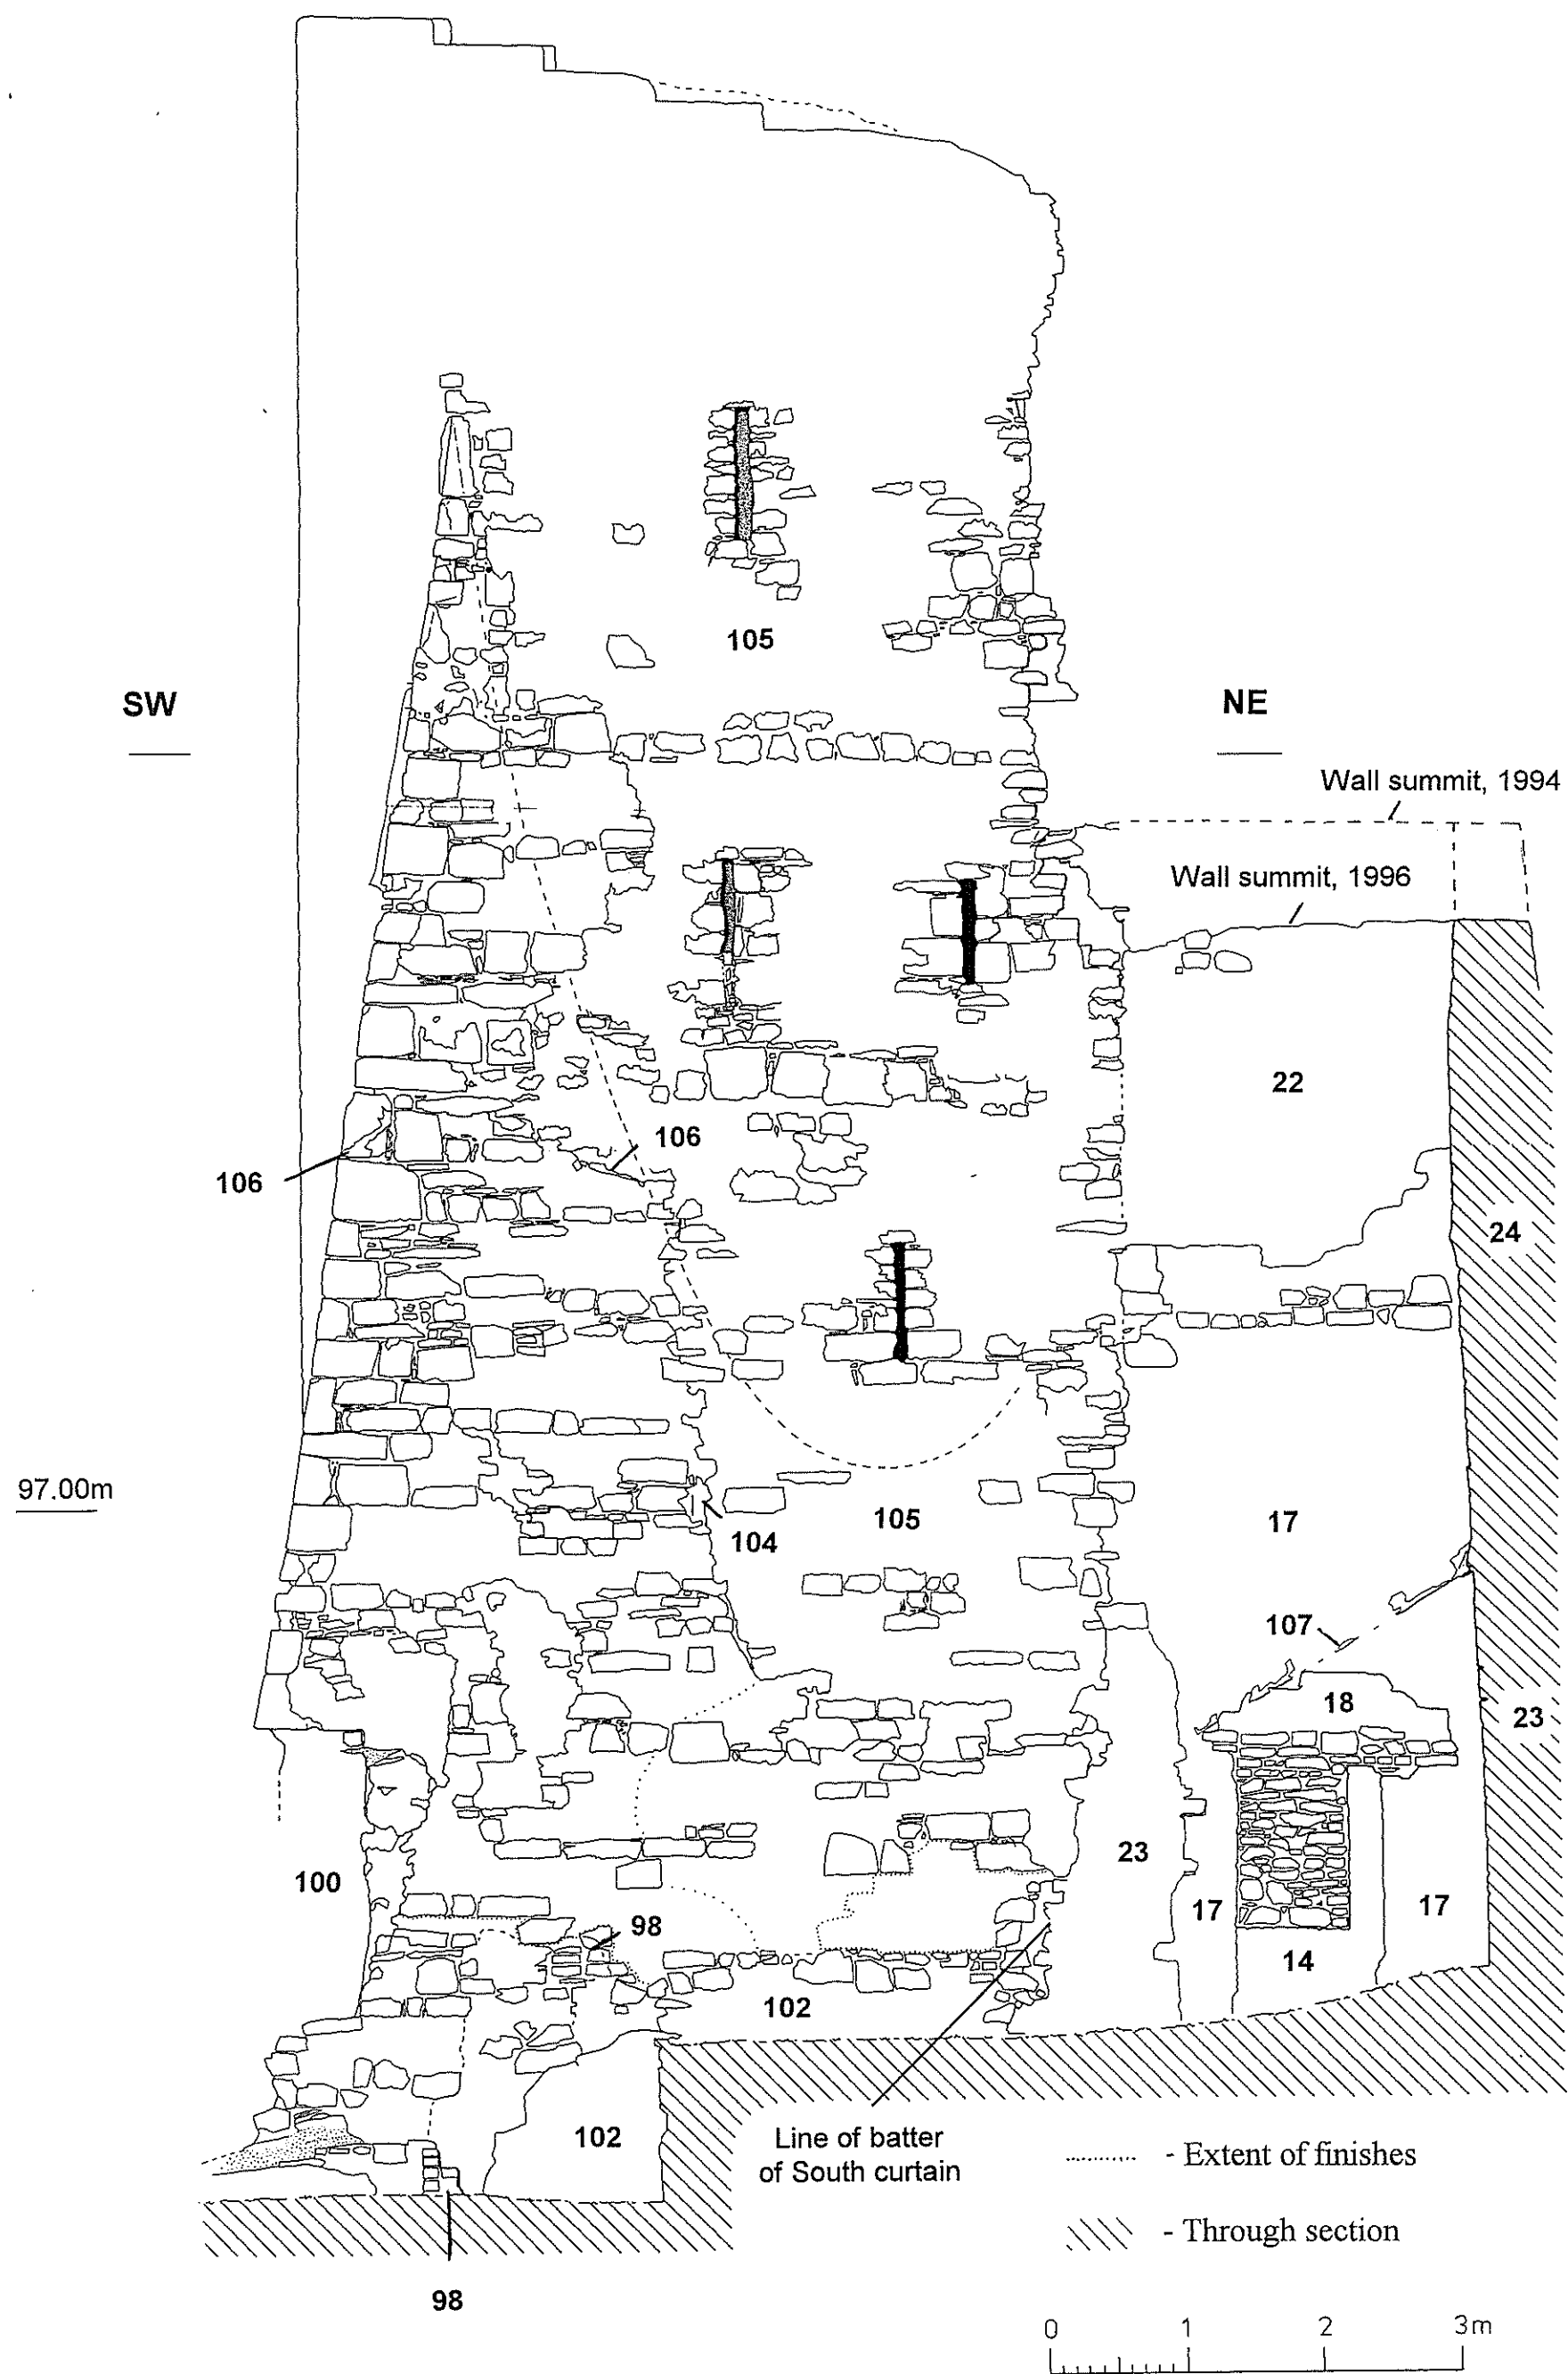 105
SW
NE
Wall summit, 1994
Wall summit, 1996
22
106
106
24
97.00m
104
105
17
107
18
23
100
23
98
17
17
14
102
102
Line of batter
of South curtain
- Extent of finishes
- Through section
98
0 1 2 3m